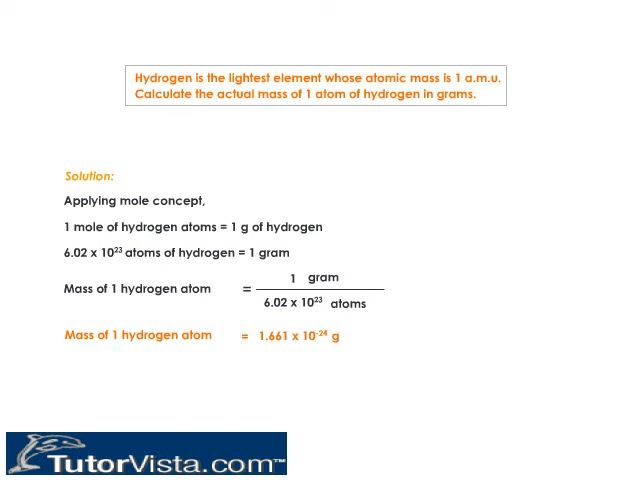 Hydrogen is the lightest element whose atomic mass is 1 a.m.u.
Calculate the actual mass of 1 atom of hydrogen in grams.
Solution:
Applying mole concept,
1 mole of hydrogen atoms = 1 g of hydrogen
6.02 x 10²³ atoms of hydrogen = 1 gram
1 gram
Mass of 1 hydrogen atom =
6.02 x 10²³ atoms
Mass of 1 hydrogen atom = 1.661 x 10⁻²⁴ g
TutorVista.com™